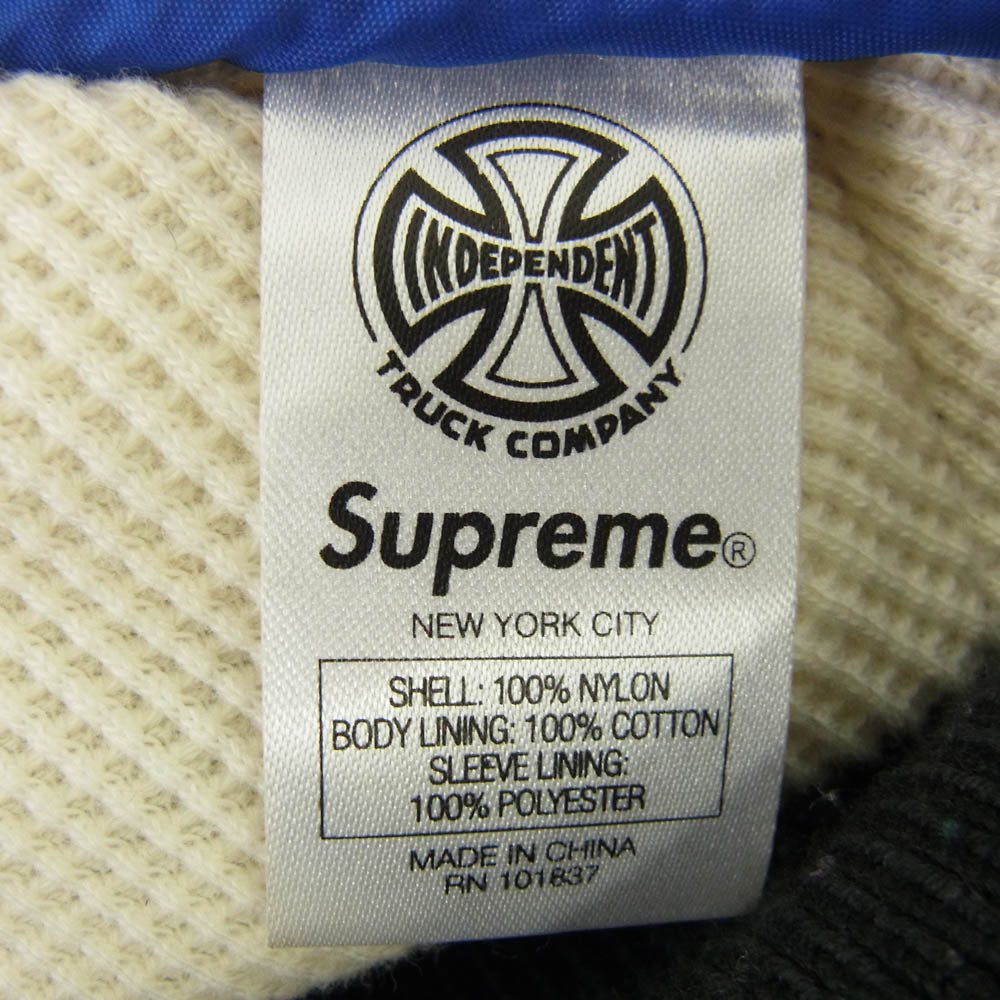 INDEPENDENT
TRUCK COMPANY
Supreme®
NEW YORK CITY
SHELL: 100% NYLON
BODY LINING: 100% COTTON
SLEEVE LINING:
100% POLYESTER
MADE IN CHINA
RN 101837